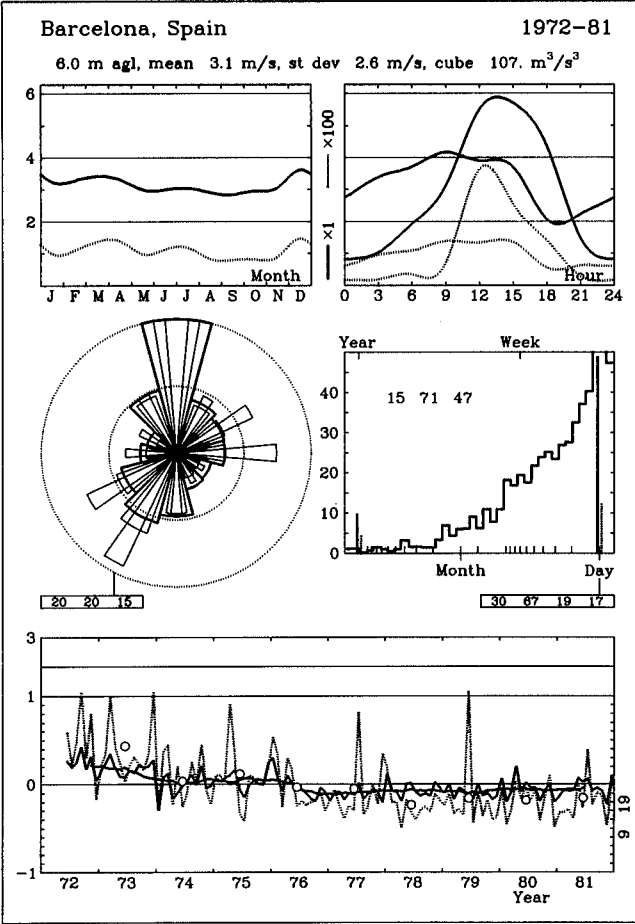 Barcelona, Spain 1972-81
6.0 m agl, mean 3.1 m/s, st dev 2.6 m/s, cube 107. m³/s³
6
4
2
Month
J F M A M J J A S O N D
×1 ×100
Hour
0 3 6 9 12 15 18 21 24
Year Week
40
30
20
10
0
15 71 47
Month Day
20 20 15
30 67 19 17
3
1
0
-1
72 73 74 75 76 77 78 79 80 81
Year
9 19